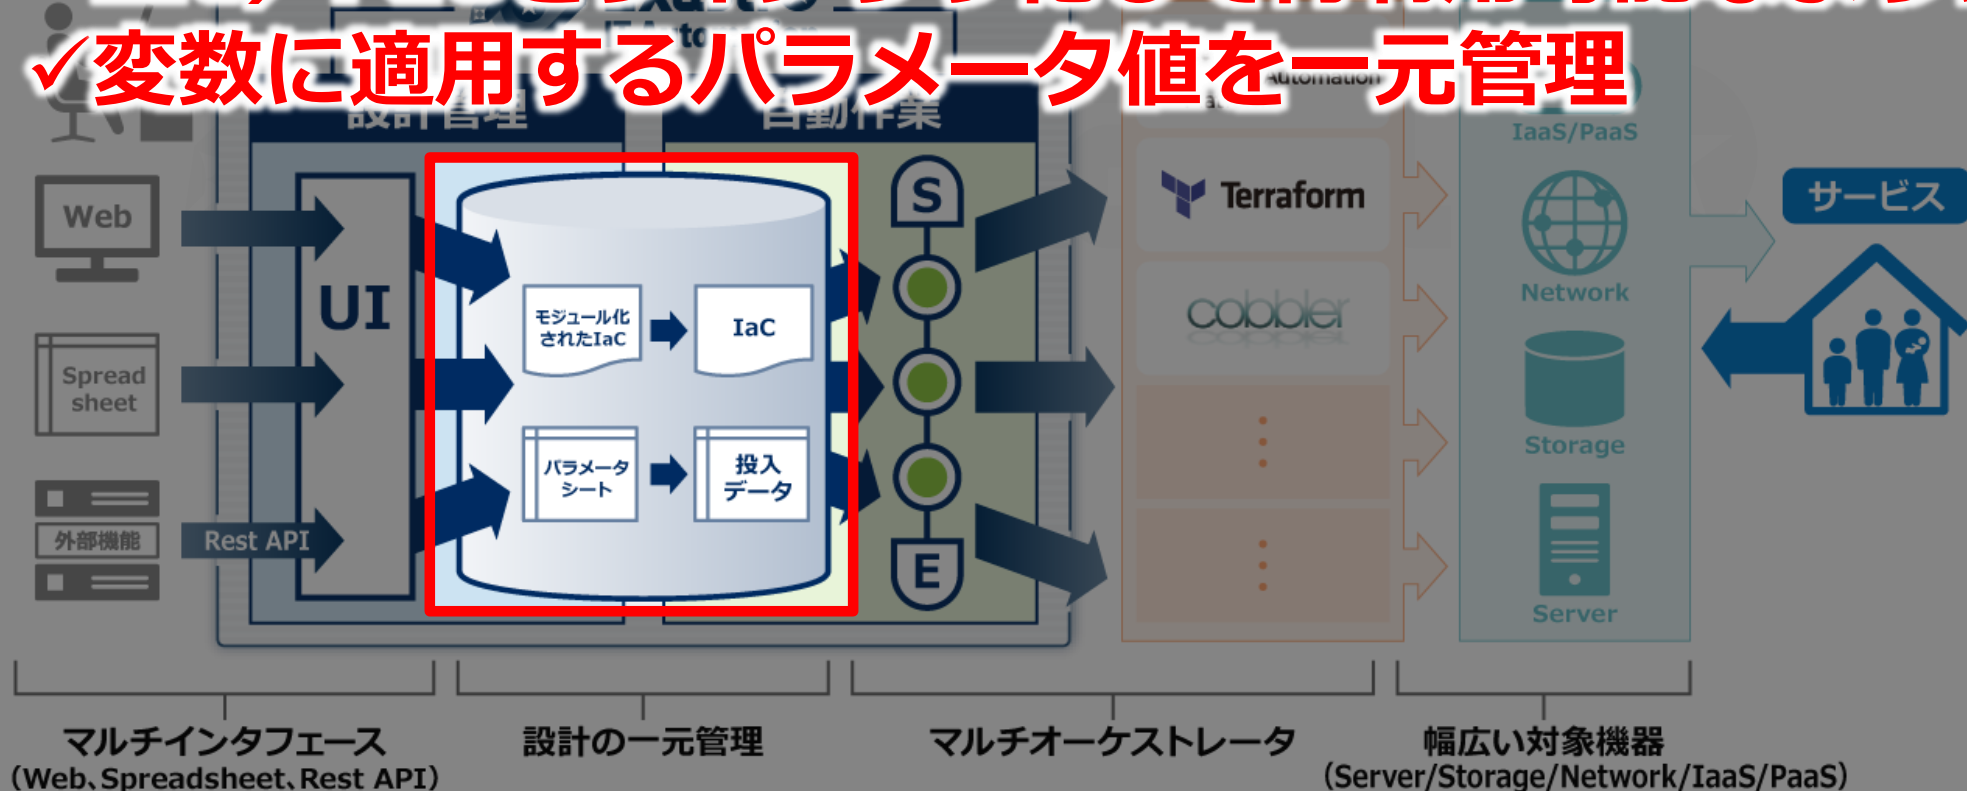 ✓変数に適用するパラメータ値を一元管理
設計管理
自動作業
Automation
IaaS/PaaS
Web
UI
S
Terraform
サービス
Network
モジュール化
されたIaC
IaC
cobbler
Spread
sheet
Storage
パラメータ
シート
投入
データ
外部機能
Rest API
E
Server
マルチインタフェース
(Web、Spreadsheet、Rest API)
設計の一元管理
マルチオーケストレータ
幅広い対象機器
(Server/Storage/Network/IaaS/PaaS)